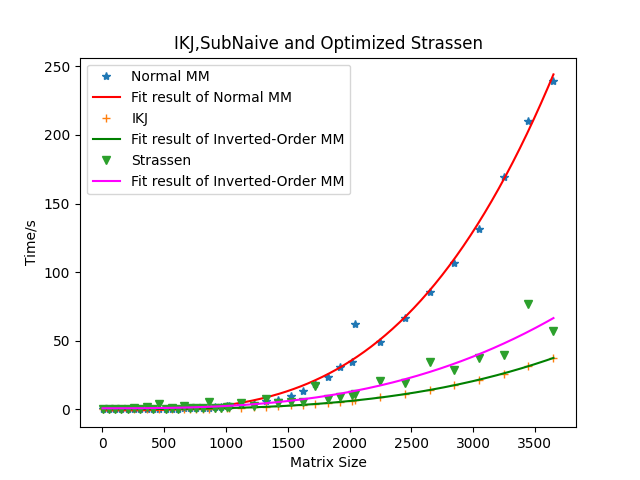 IKJ,SubNaive and Optimized Strassen
250
200
150
100
50
0
Time/s
Normal MM
Fit result of Normal MM
IKJ
Fit result of Inverted-Order MM
Strassen
Fit result of Inverted-Order MM
0 500 1000 1500 2000 2500 3000 3500
Matrix Size